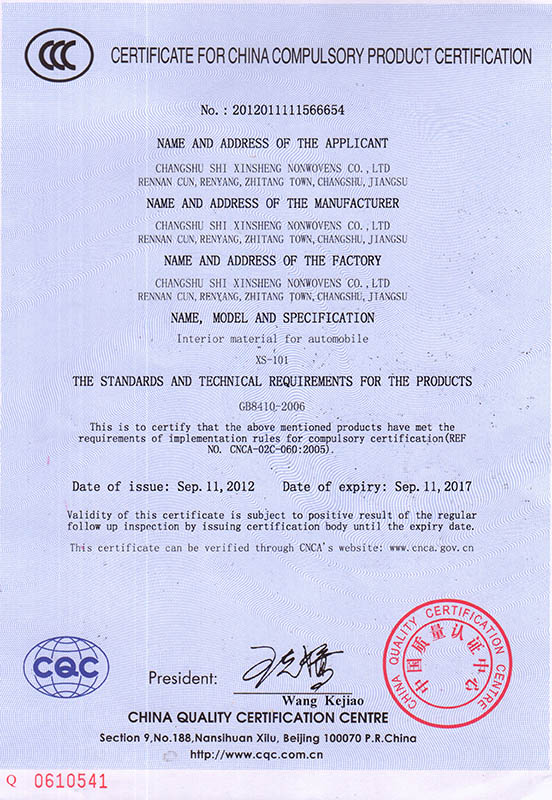 CCC CERTIFICATE FOR CHINA COMPULSORY PRODUCT CERTIFICATION
No.: 2012011111566654
NAME AND ADDRESS OF THE APPLICANT
CHANGSHU SHI XINSHENG NONWOVENS CO.,LTD
RENNAN CUN,RENYANG,ZHITANG TOWN,CHANGSHU,JIANGSU
NAME AND ADDRESS OF THE MANUFACTURER
CHANGSHU SHI XINSHENG NONWOVENS CO.,LTD
RENNAN CUN,RENYANG,ZHITANG TOWN,CHANGSHU,JIANGSU
NAME AND ADDRESS OF THE FACTORY
CHANGSHU SHI XINSHENG NONWOVENS CO.,LTD
RENNAN CUN,RENYANG,ZHITANG TOWN,CHANGSHU,JIANGSU
NAME, MODEL AND SPECIFICATION
Interior material for automobile
XS-101
THE STANDARDS AND TECHNICAL REQUIREMENTS FOR THE PRODUCTS
GB8410-2006
This is to certify that the above mentioned products have met the
requirements of implementation rules for compulsory certification(REF
NO. CNCA-02C-060:2005).
Date of issue: Sep.11,2012 Date of expiry: Sep.11,2017
Validity of this certificate is subject to positive result of the regular
follow up inspection by issuing certification body until the expiry date.
This certificate can be verified through CNCA's website: www.cnca.gov.cn
CHINA QUALITY CERTIFICATION CENTRE
中国质量认证中心
CQC
President:
Wang Kejiao
CHINA QUALITY CERTIFICATION CENTRE
Section 9,No.188,Nansihuan Xilu, Beijing 100070 P.R.China
http://www.cqc.com.cn
Q 0610541